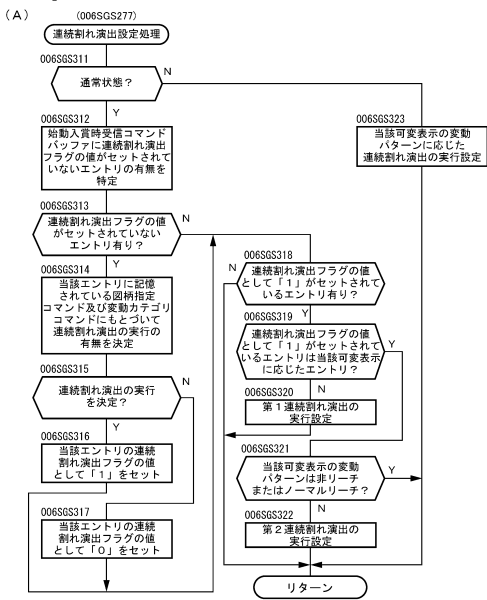 (A)
(006SGS277)
連続割れ演出設定処理
006SGS311
通常状態?
N
Y
006SGS312
始動入賞時受信コマンド
バッファに連続割れ演出
フラグの値がセットされて
いないエントリの有無を
特定
006SGS323
当該可変表示の変動
パターンに応じた
連続割れ演出の実行設定
006SGS313
連続割れ演出フラグの値
がセットされていない
エントリ有り?
N
Y
006SGS314
当該エントリに記憶
されている図柄指定
コマンド及び変動カテゴリ
コマンドにもとづいて
連続割れ演出の実行の
有無を決定
006SGS318
N
連続割れ演出フラグの値
として「1」がセットされて
いるエントリ有り?
Y
006SGS319
連続割れ演出フラグの値
として「1」がセットされて
いるエントリは当該可変表示
に応じたエントリ?
Y
N
006SGS315
連続割れ演出の実行
を決定?
N
Y
006SGS320
第1連続割れ演出の
実行設定
006SGS316
当該エントリの連続
割れ演出フラグの値
として「1」をセット
006SGS321
当該可変表示の変動
パターンは非リーチ
またはノーマルリーチ?
Y
N
006SGS317
当該エントリの連続
割れ演出フラグの値
として「0」をセット
006SGS322
第2連続割れ演出の
実行設定
リターン